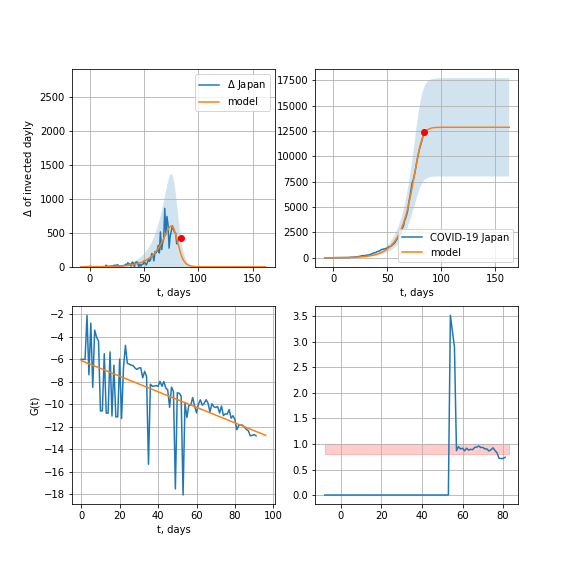 Δ of invected dayly
2500
2000
1500
1000
500
0
Δ Japan
model
0 50 100 150
t, days
17500
15000
12500
10000
7500
5000
2500
0
COVID-19 Japan
model
0 50 100 150
t, days
G(t)
−2
−4
−6
−8
−10
−12
−14
−16
−18
0 20 40 60 80 100
t, days
3.5
3.0
2.5
2.0
1.5
1.0
0.5
0.0
0 20 40 60 80